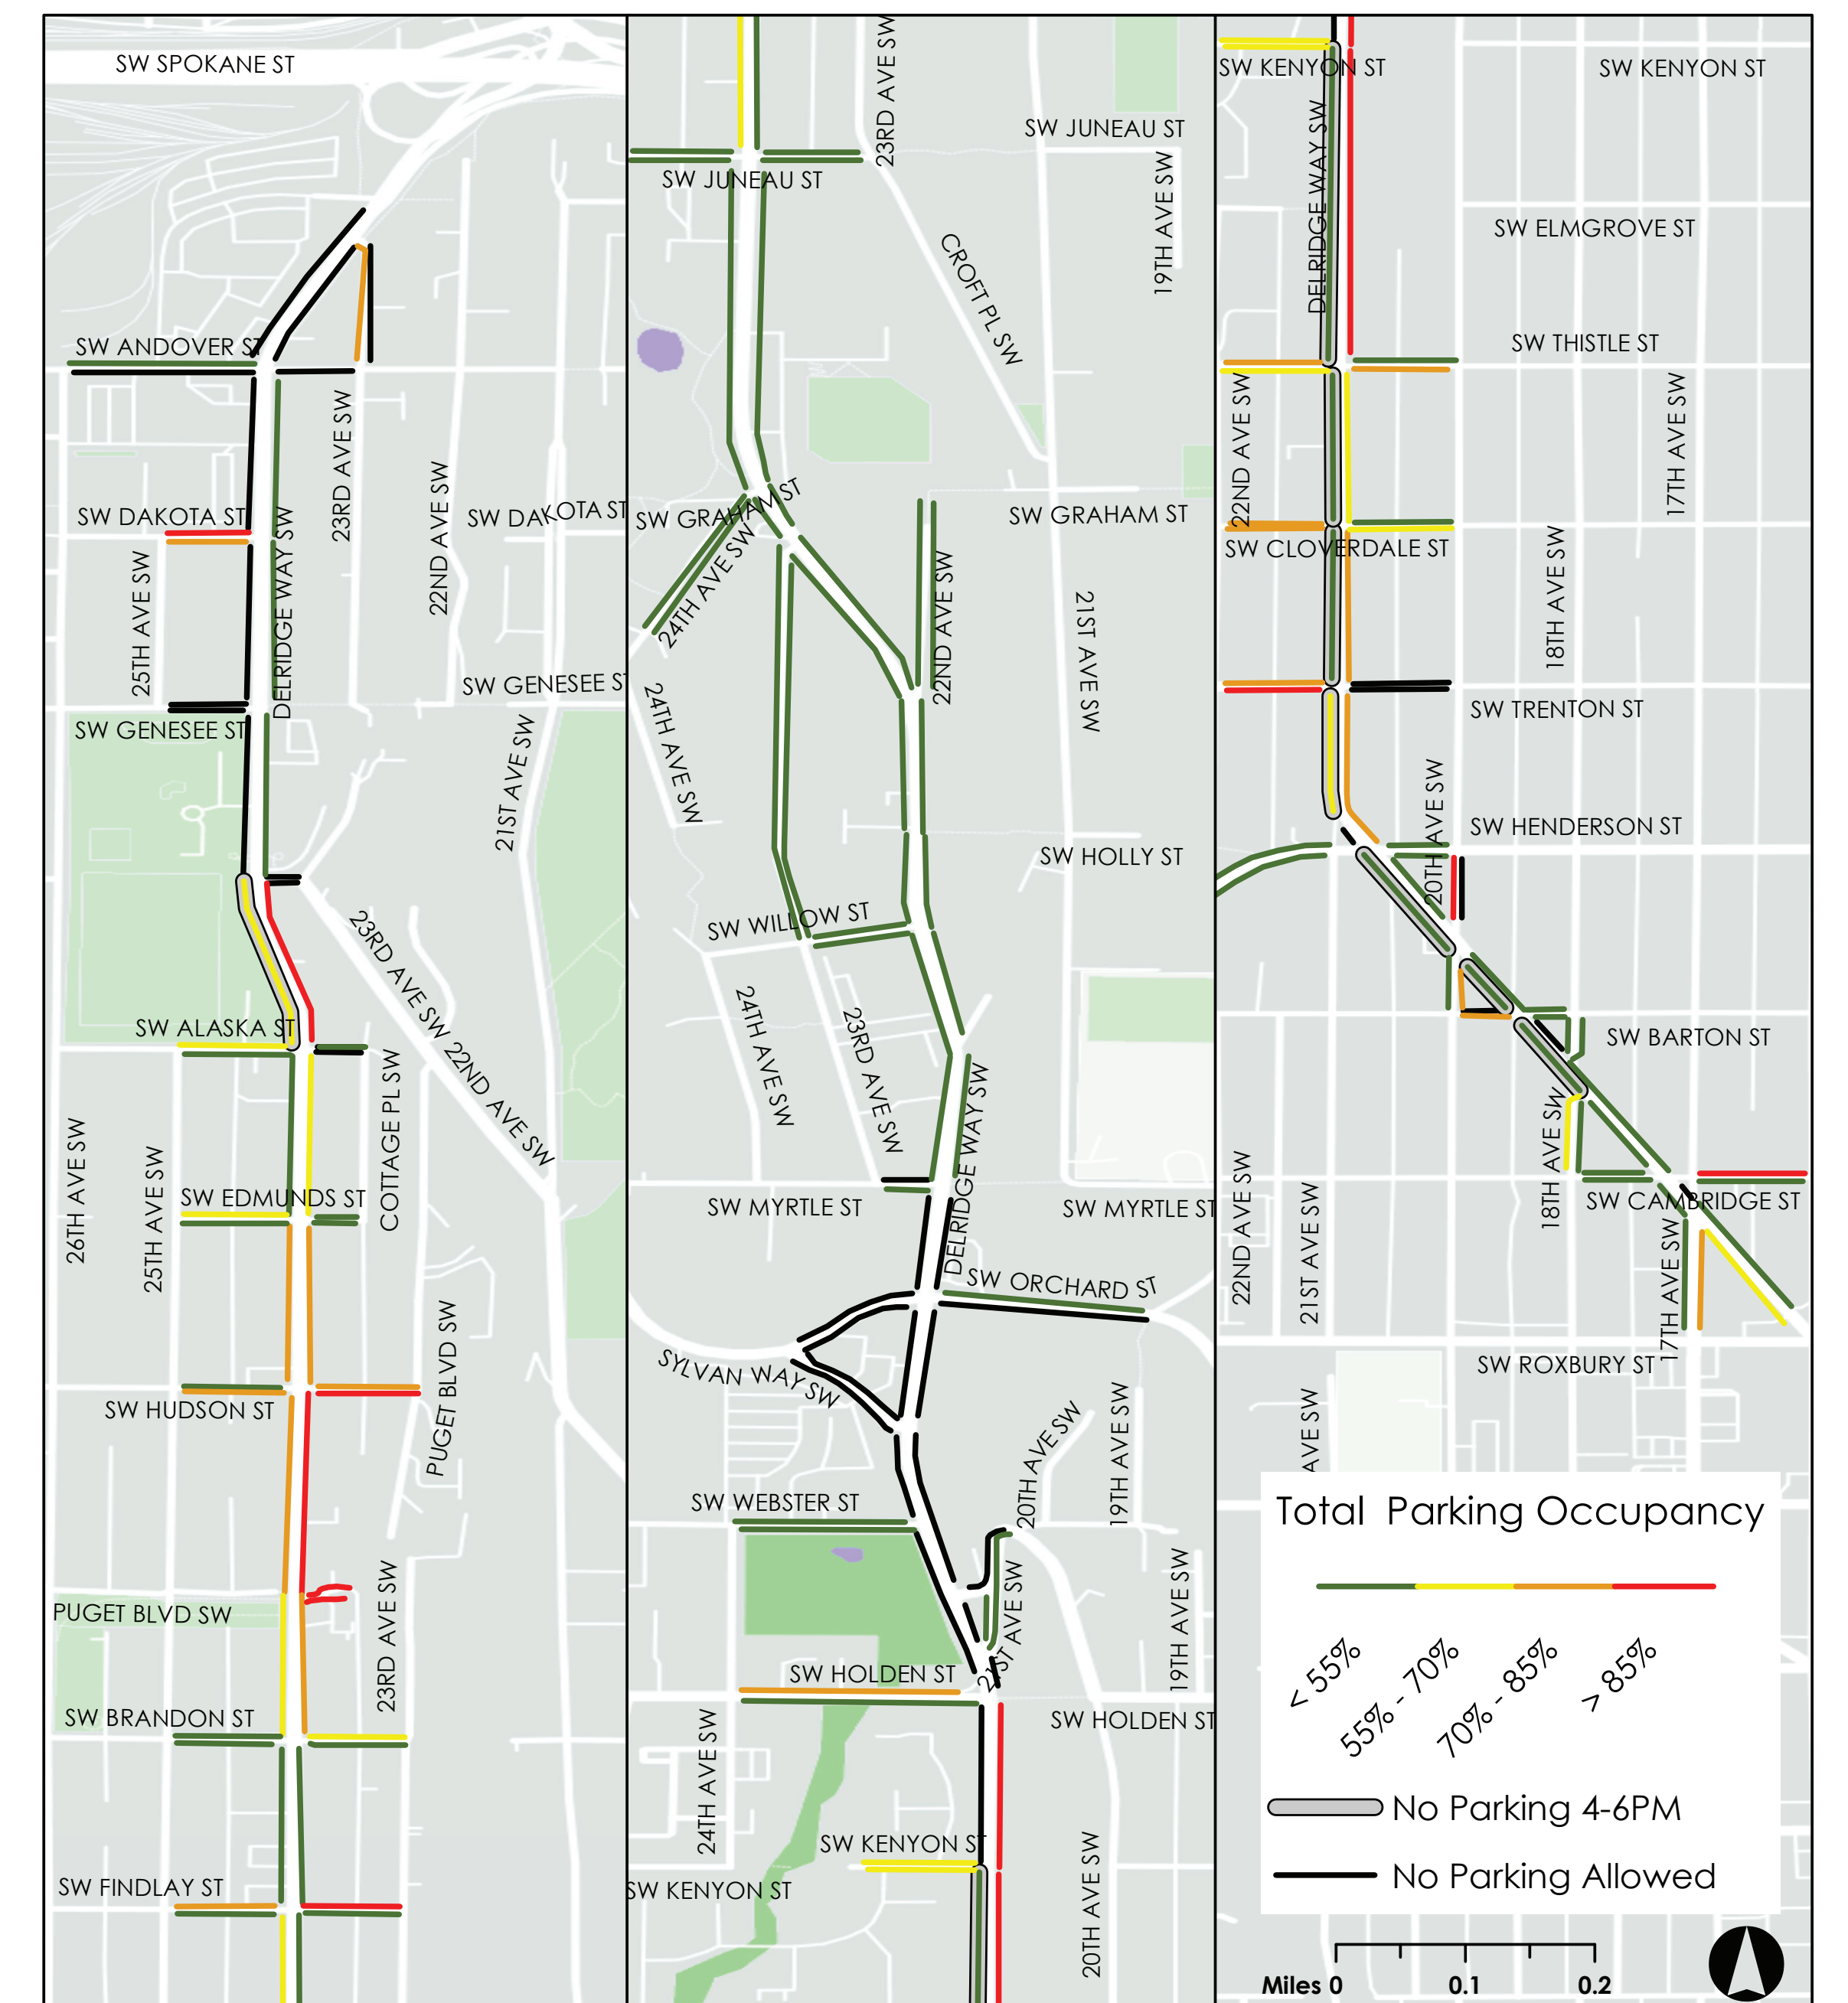 SW SPOKANE ST
SW ANDOVER ST
23RD AVE SW
22ND AVE SW
SW DAKOTA ST
SW DAKOTA ST
25TH AVE SW
DELRIDGE WAY SW
SW GENESEE ST
SW GENESEE ST
21ST AVE SW
23RD AVE SW
22ND AVE SW
SW ALASKA ST
COTTAGE PL SW
26TH AVE SW
25TH AVE SW
SW EDMUNDS ST
PUGET BLVD SW
SW HUDSON ST
PUGET BLVD SW
23RD AVE SW
SW BRANDON ST
SW FINDLAY ST
23RD AVE SW
SW JUNEAU ST
SW JUNEAU ST
19TH AVE SW
CROFT PL SW
SW GRAHAM ST
SW GRAHAM ST
24TH AVE SW
22ND AVE SW
21ST AVE SW
24TH AVE SW
SW HOLLY ST
SW WILLOW ST
24TH AVE SW
23RD AVE SW
DELRIDGE WAY SW
SW MYRTLE ST
SW MYRTLE ST
SW ORCHARD ST
SYLVAN WAY SW
20TH AVE SW
19TH AVE SW
SW WEBSTER ST
21ST AVE SW
19TH AVE SW
21ST
SW HOLDEN ST
SW HOLDEN ST
24TH AVE SW
SW KENYON ST
SW KENYON ST
20TH AVE SW
SW KENYON ST
SW KENYON ST
DELRIDGE WAY SW
SW ELMGROVE ST
SW THISTLE ST
22ND AVE SW
17TH AVE SW
SW CLOVERDALE ST
18TH AVE SW
SW TRENTON ST
20TH AVE SW
SW HENDERSON ST
SW BARTON ST
18TH AVE SW
22ND AVE SW
21ST AVE SW
SW CAMBRIDGE ST
17TH AVE SW
SW ROXBURY ST
AVE SW
Total Parking Occupancy
< 55%
55% - 70%
70% - 85%
> 85%
No Parking 4-6PM
No Parking Allowed
Miles 0 0.1 0.2